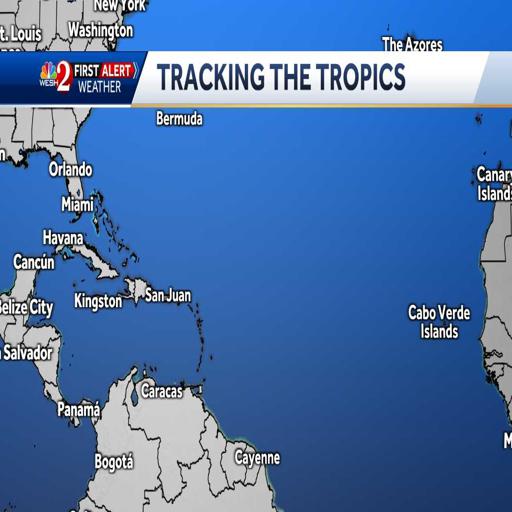 New York
t. Louis
Washington
The Azores
WESH 2 FIRST ALERT WEATHER
TRACKING THE TROPICS
Bermuda
Orlando
Canary
Islands
Miami
Havana
Cancún
Kingston
San Juan
Belize City
Cabo Verde
Islands
Salvador
Caracas
Panamá
Bogotá
Cayenne
M